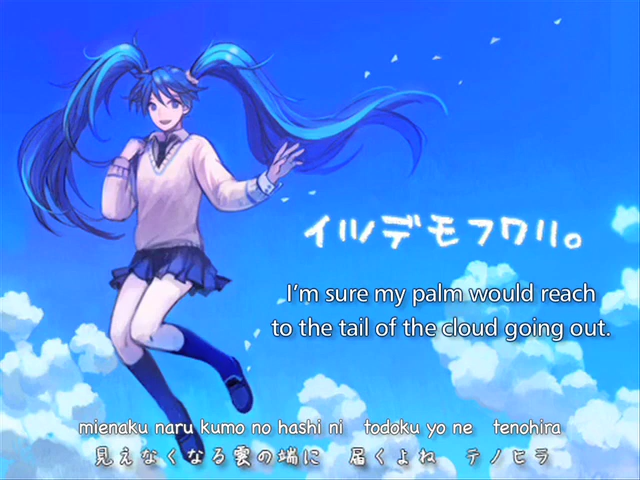 イツデモフワリ。
I'm sure my palm would reach
to the tail of the cloud going out.
mienaku naru kumo no hashi ni todoku yo ne tenohira
見えなくなる雲の端に 届くよね テノヒラ